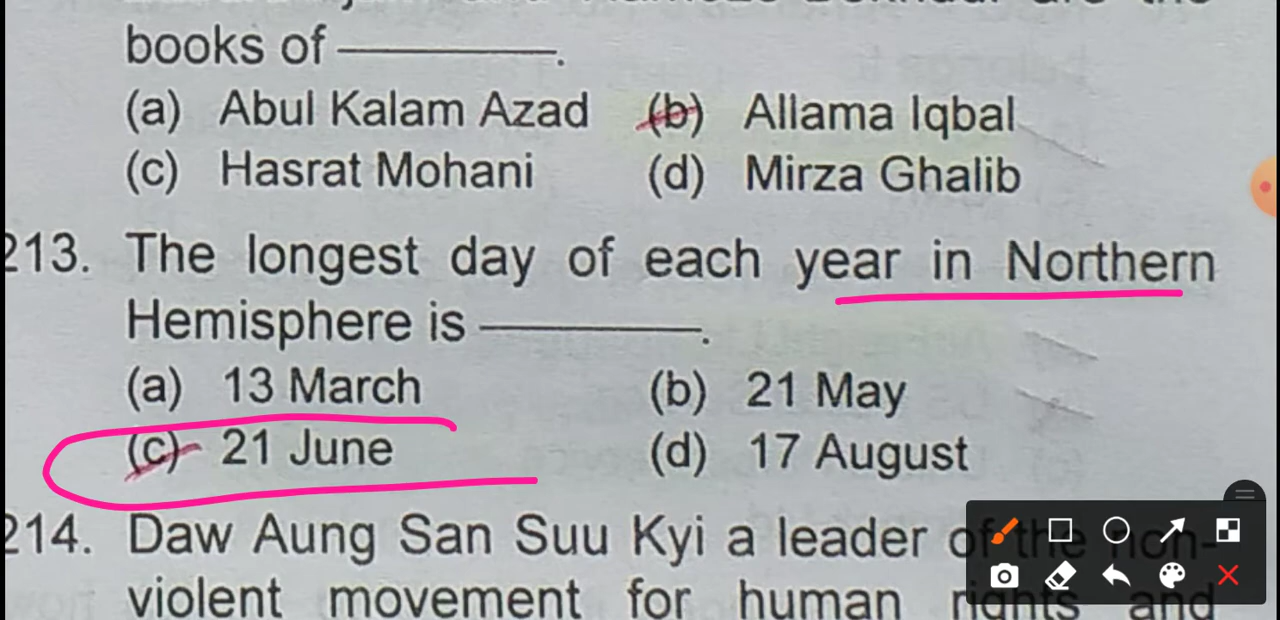 books of ________.
(a) Abul Kalam Azad (b) Allama Iqbal
(c) Hasrat Mohani (d) Mirza Ghalib
213. The longest day of each year in Northern
Hemisphere is ________.
(a) 13 March (b) 21 May
(c) 21 June (d) 17 August
214. Daw Aung San Suu Kyi a leader of the non-
violent movement for human rights and